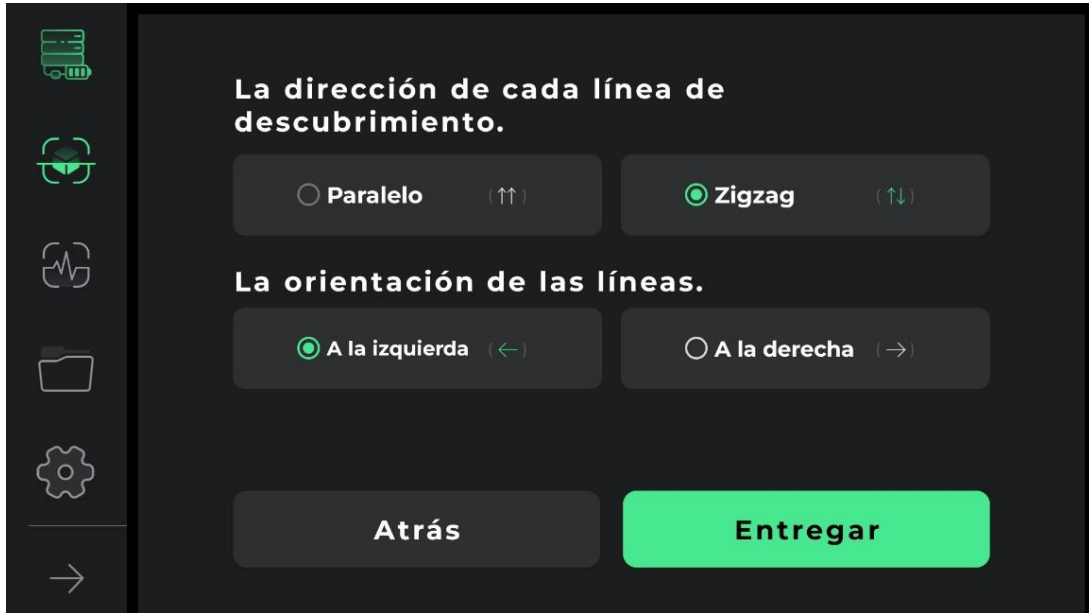 La dirección de cada línea de
descubrimiento.
Paralelo (↑↑) Zigzag (↑↓)
La orientación de las líneas.
A la izquierda (←) A la derecha (→)
Atrás Entregar